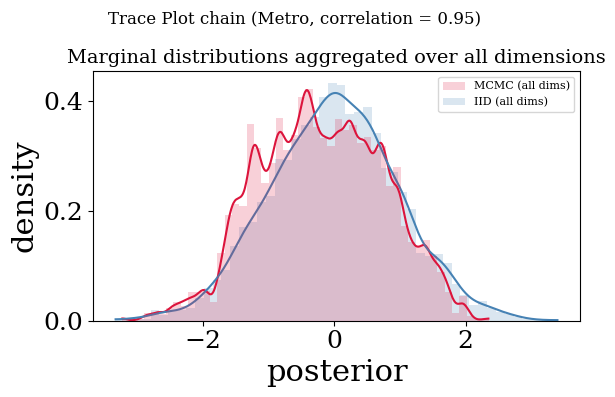 Trace Plot chain (Metro, correlation = 0.95)
Marginal distributions aggregated over all dimensions
MCMC (all dims)
IID (all dims)
density
0.4
0.2
0.0
−2
0
2
posterior